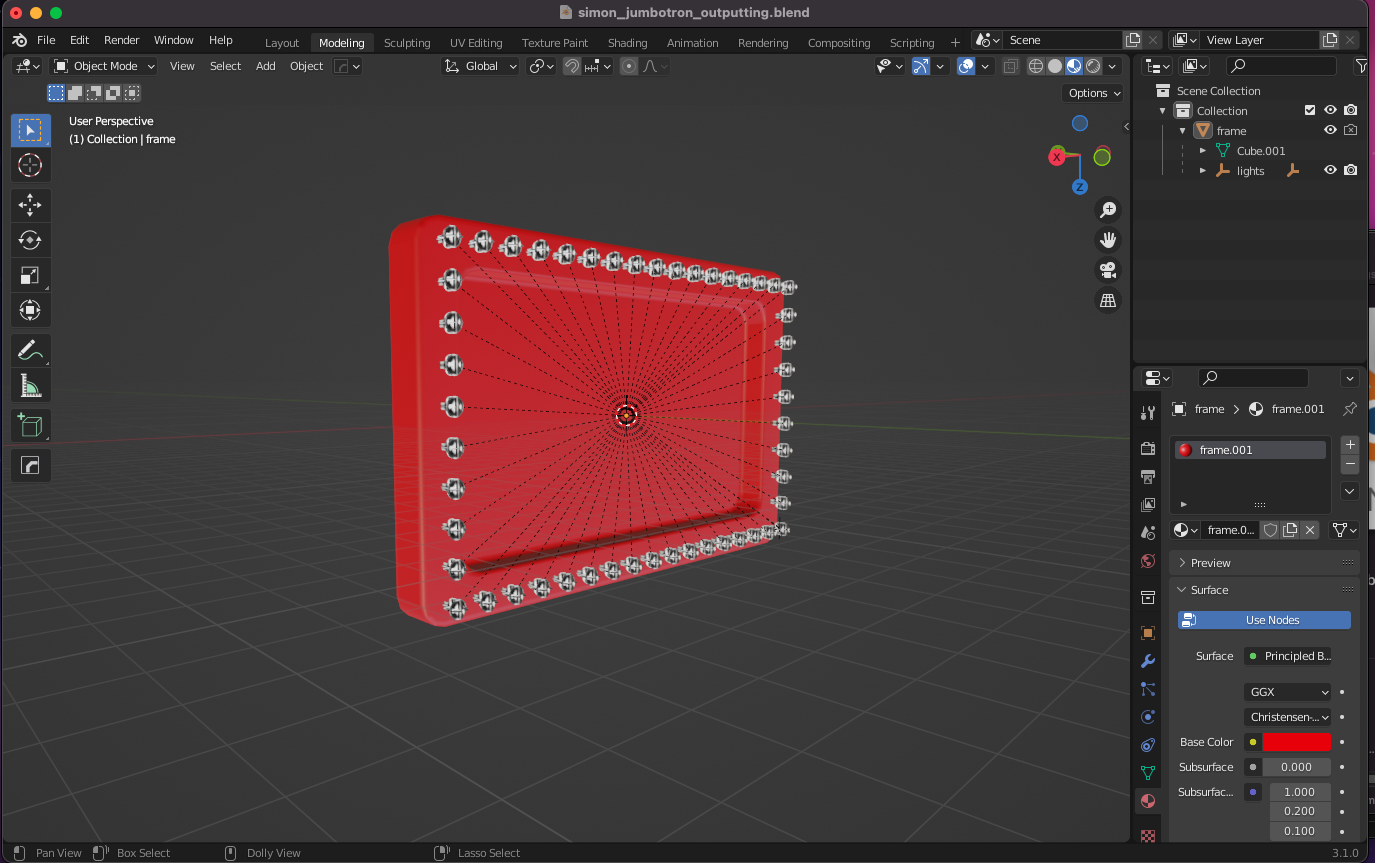 simon_jumbotron_outputting.blend
File Edit Render Window Help Layout Modeling Sculpting UV Editing Texture Paint Shading Animation Rendering Compositing Scripting + Scene View Layer
Object Mode View Select Add Object Global
Options
User Perspective
(1) Collection | frame
X
Z
Scene Collection
Collection
frame
Cube.001
lights
frame > frame.001
frame.001
frame.0...
Preview
Surface
Use Nodes
Surface Principled B...
GGX
Christensen-...
Base Color
Subsurface 0.000
Subsurfac... 1.000
0.200
0.100
Pan View Box Select Dolly View Lasso Select 3.1.0